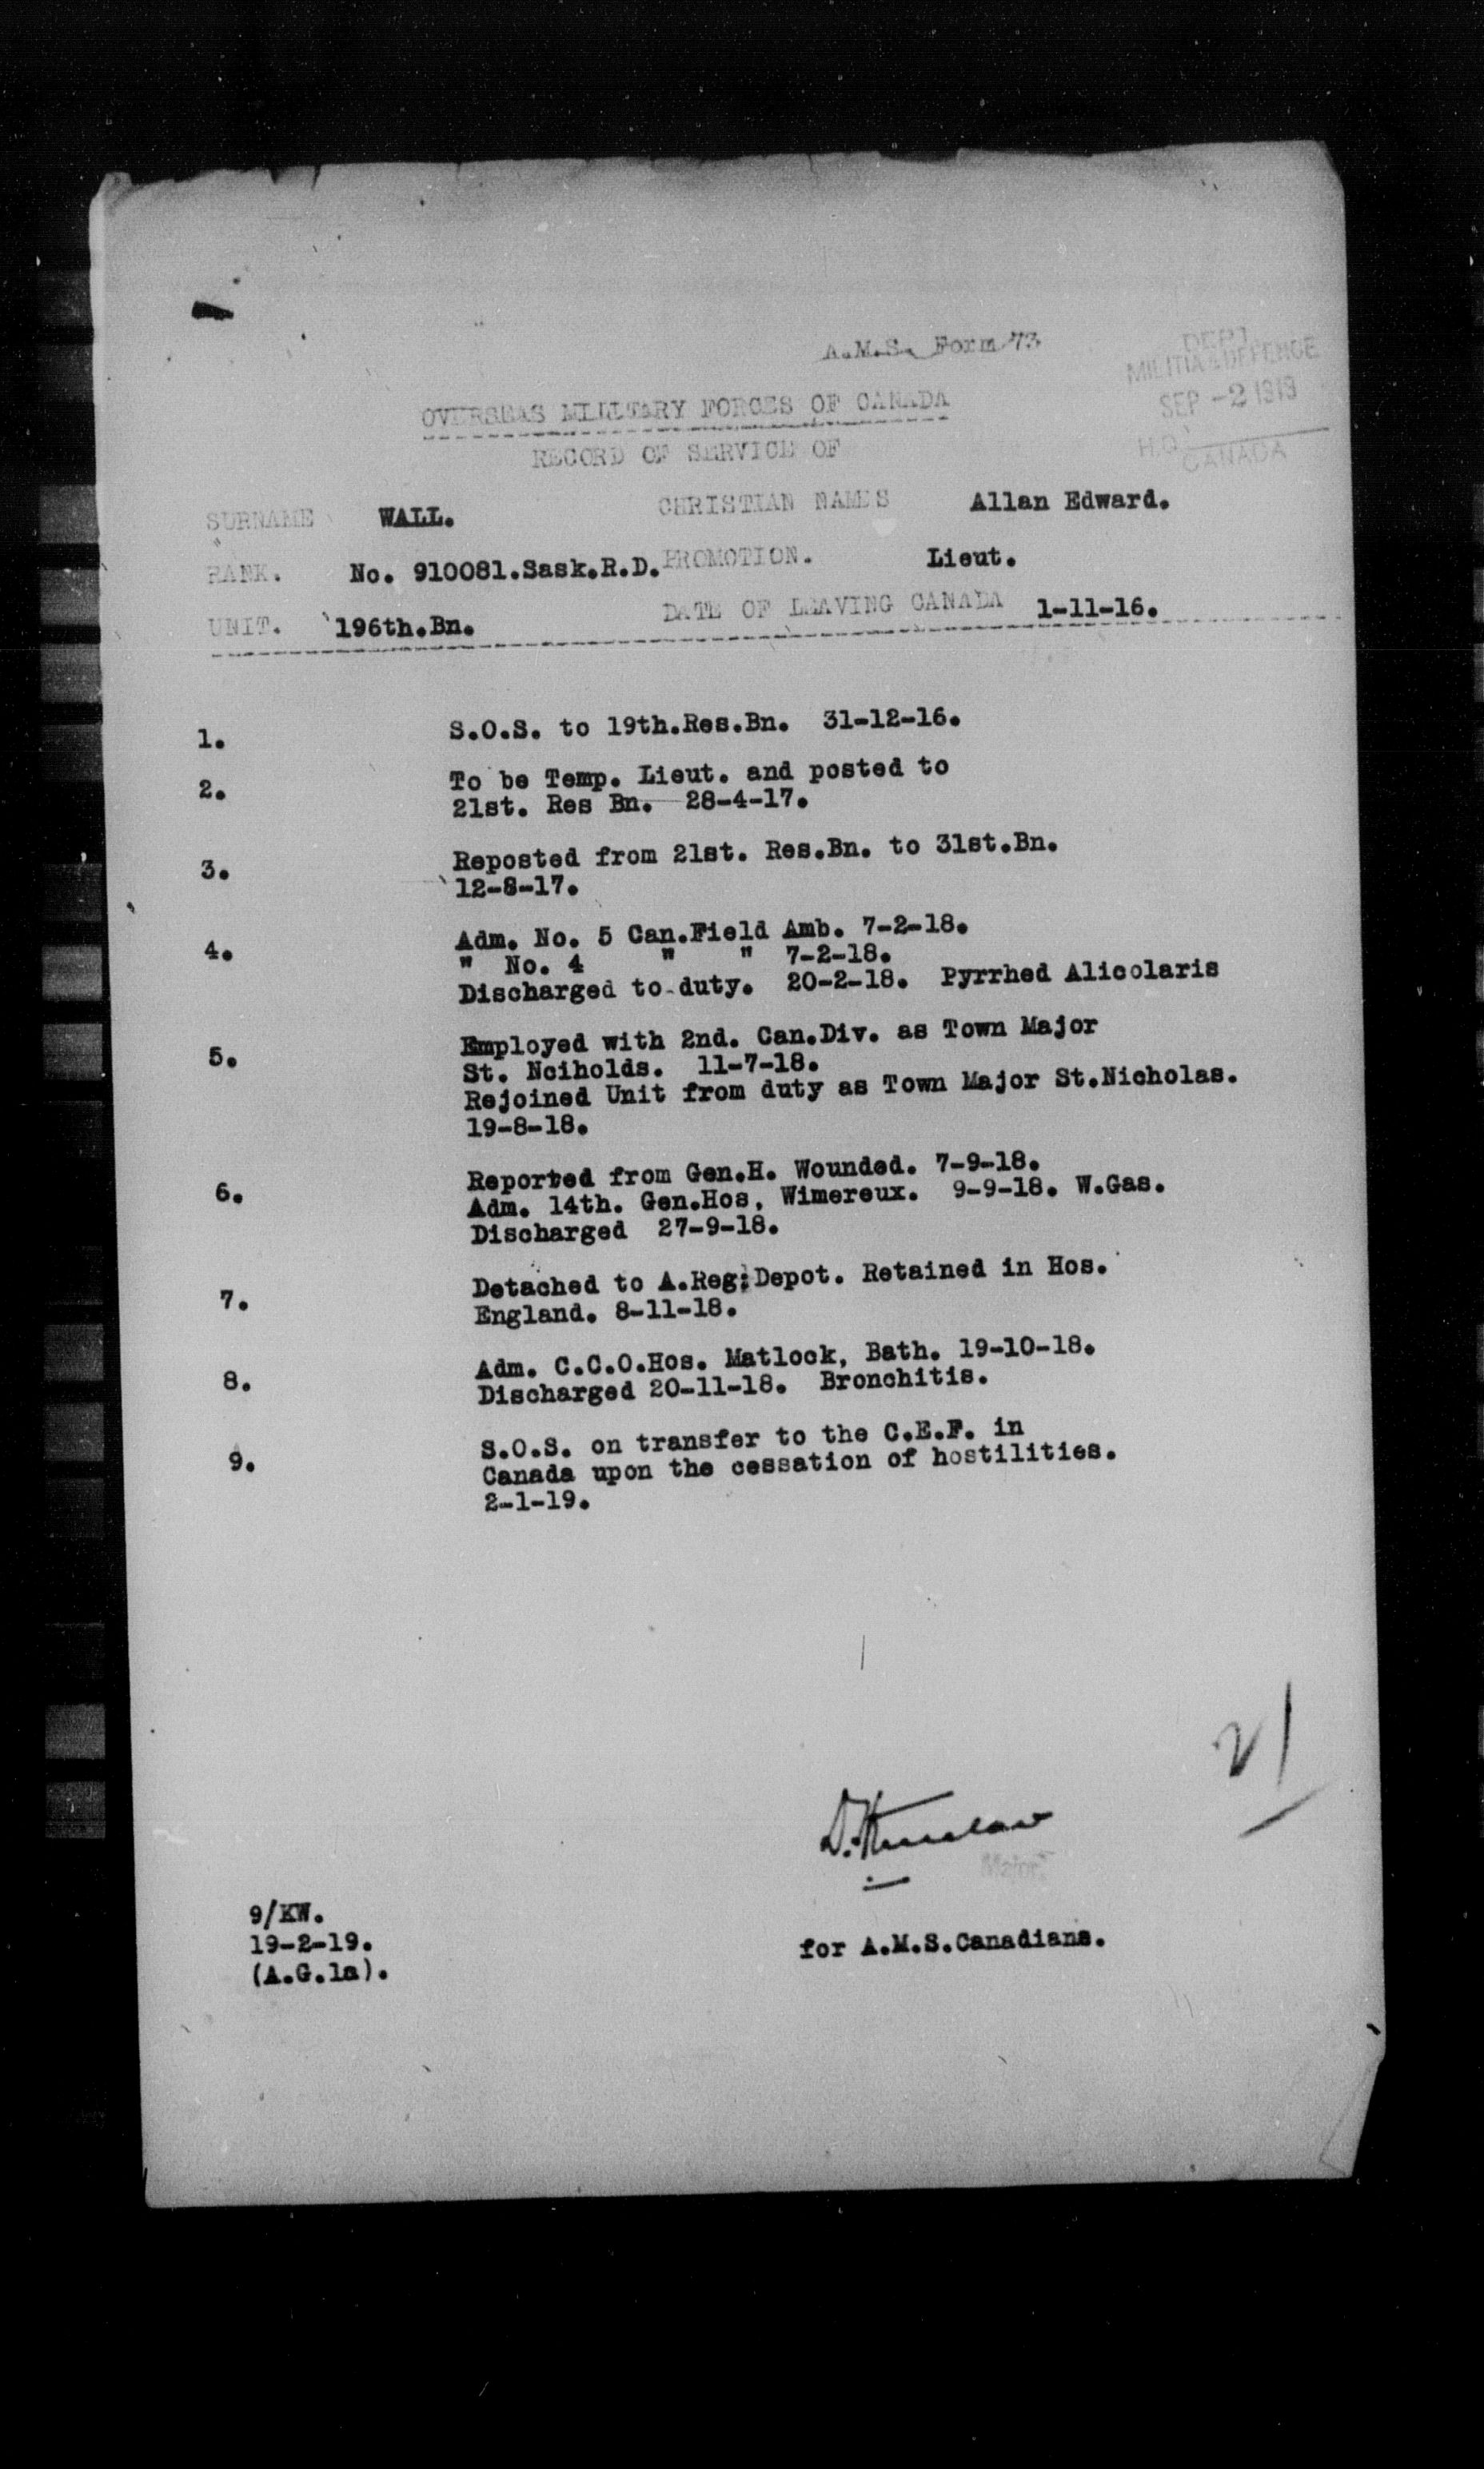 A.M.S. Form 73
DEPT.
MILITIA & DEFENCE
SEP -2 1919
H.Q.
CANADA
OVERSEAS MILITARY FORCES OF CANADA
RECORD OF SERVICE OF
SURNAME WALL. CHRISTIAN NAMES Allan Edward.
RANK. No. 910081.Sask.R.D. PROMOTION. Lieut.
UNIT. 196th.Bn. DATE OF LEAVING CANADA 1-11-16.
1. S.O.S. to 19th.Res.Bn. 31-12-16.
2. To be Temp. Lieut. and posted to
21st. Res Bn. 28-4-17.
3. Reposted from 21st. Res.Bn. to 31st.Bn.
12-8-17.
4. Adm. No. 5 Can.Field Amb. 7-2-18.
" No. 4 " " 7-2-18.
Discharged to duty. 20-2-18. Pyrrhed Alicolaris
5. Employed with 2nd. Can.Div. as Town Major
St. Nciholds. 11-7-18.
Rejoined Unit from duty as Town Major St.Nicholas.
19-8-18.
6. Reported from Gen.H. Wounded. 7-9-18.
Adm. 14th. Gen.Hos, Wimereux. 9-9-18. W.Gas.
Discharged 27-9-18.
7. Detached to A.Reg:Depot. Retained in Hos.
England. 8-11-18.
8. Adm. C.C.O.Hos. Matlock, Bath. 19-10-18.
Discharged 20-11-18. Bronchitis.
9. S.O.S. on transfer to the C.E.F. in
Canada upon the cessation of hostilities.
2-1-19.
21
Major
9/KW.
19-2-19.
(A.G.1a).
for A.M.S.Canadians.